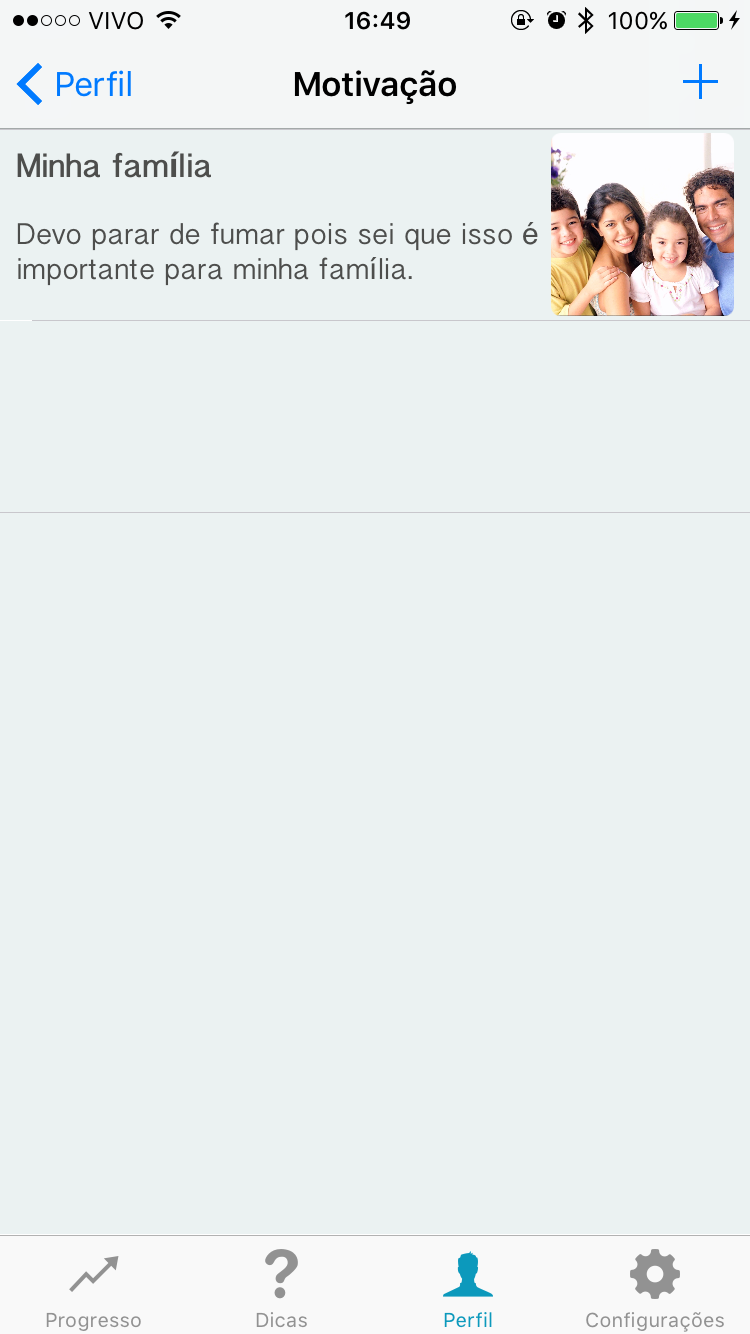 VIVO 16:49 100%
Perfil Motivação
Minha família
Devo parar de fumar pois sei que isso é
importante para minha família.
Progresso Dicas Perfil Configurações